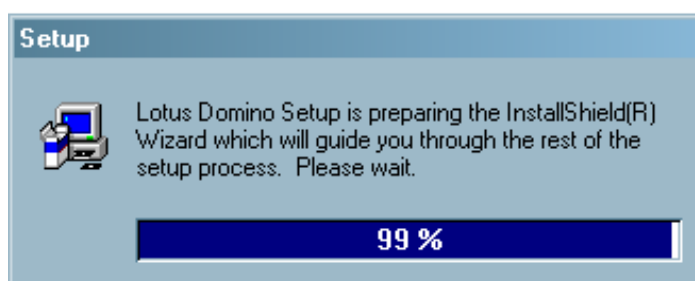 Setup
Lotus Domino Setup is preparing the InstallShield(R)
Wizard which will guide you through the rest of the
setup process.  Please wait.
99 %